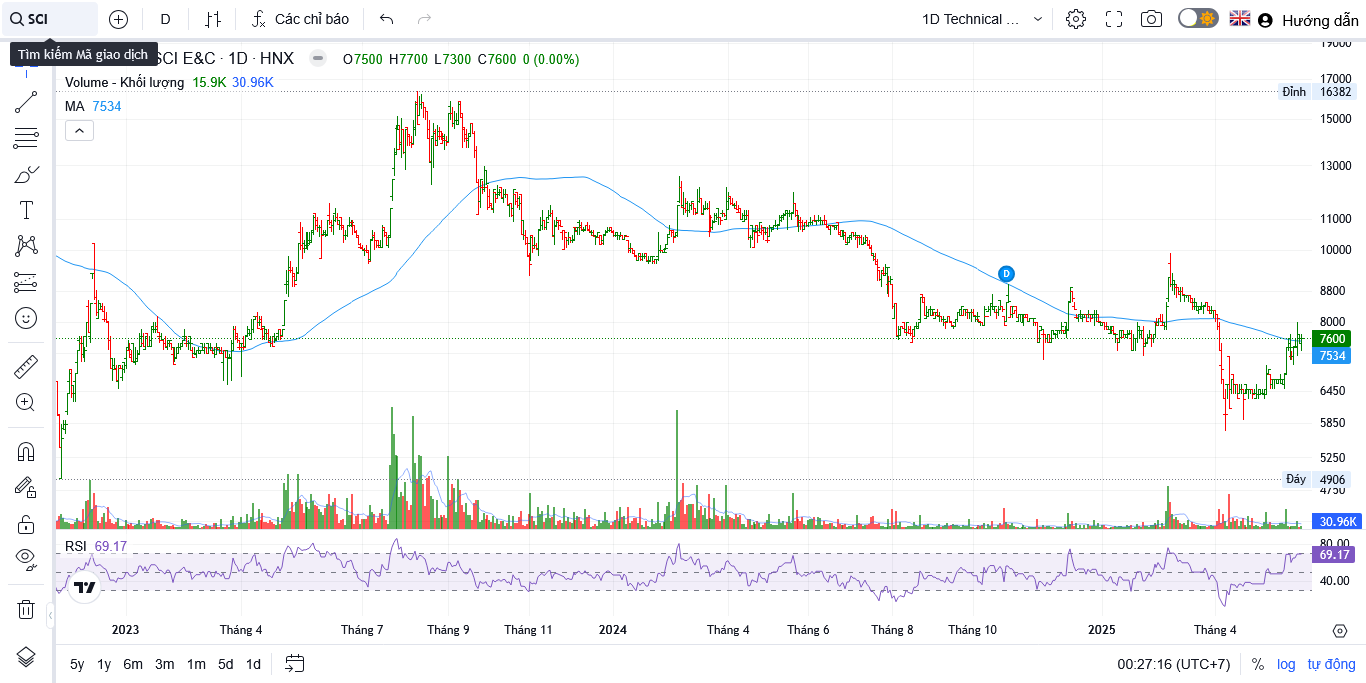 SCI
D
Các chỉ báo
1D Technical ...
Hướng dẫn
Tìm kiếm Mã giao dịch
SCI E&C · 1D · HNX
O7500 H7700 L7300 C7600 0 (0.00%)
Volume - Khối lượng 15.9K 30.96K
MA 7534
19000
17000
Đỉnh 16382
15000
13000
11000
10000
D
8800
8000
7600
7534
6450
5850
5250
Đáy 4906
4750
30.96K
RSI 69.17
80.00
69.17
40.00
2023 Tháng 4 Tháng 7 Tháng 9 Tháng 11 2024 Tháng 4 Tháng 6 Tháng 8 Tháng 10 2025 Tháng 4
5y 1y 6m 3m 1m 5d 1d
00:27:16 (UTC+7) % log tự động